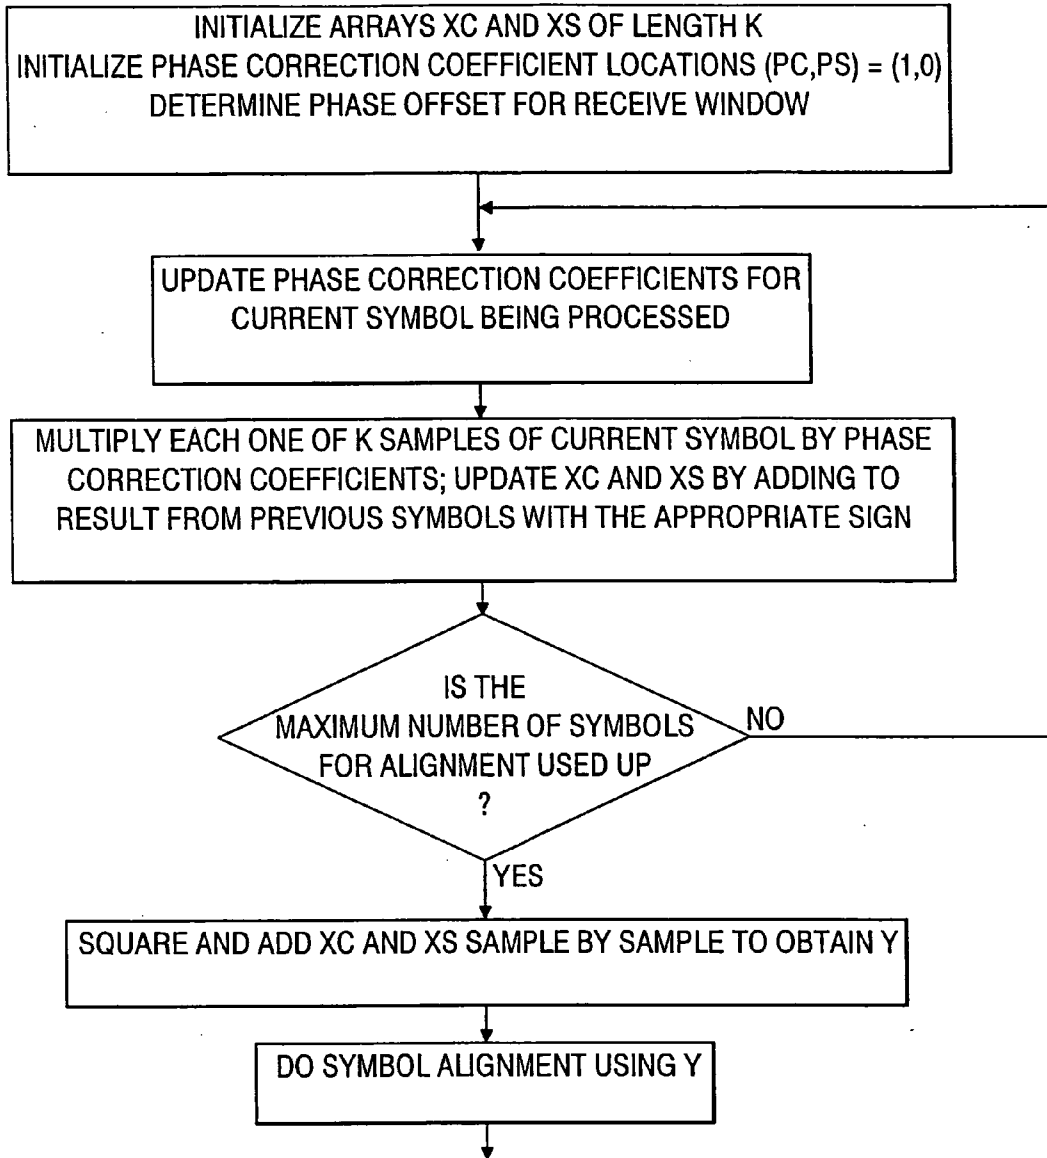 INITIALIZE ARRAYS XC AND XS OF LENGTH K
INITIALIZE PHASE CORRECTION COEFFICIENT LOCATIONS (PC,PS) = (1,0)
DETERMINE PHASE OFFSET FOR RECEIVE WINDOW
UPDATE PHASE CORRECTION COEFFICIENTS FOR
CURRENT SYMBOL BEING PROCESSED
MULTIPLY EACH ONE OF K SAMPLES OF CURRENT SYMBOL BY PHASE
CORRECTION COEFFICIENTS; UPDATE XC AND XS BY ADDING TO
RESULT FROM PREVIOUS SYMBOLS WITH THE APPROPRIATE SIGN
IS THE
MAXIMUM NUMBER OF SYMBOLS
FOR ALIGNMENT USED UP
?
NO
YES
SQUARE AND ADD XC AND XS SAMPLE BY SAMPLE TO OBTAIN Y
DO SYMBOL ALIGNMENT USING Y